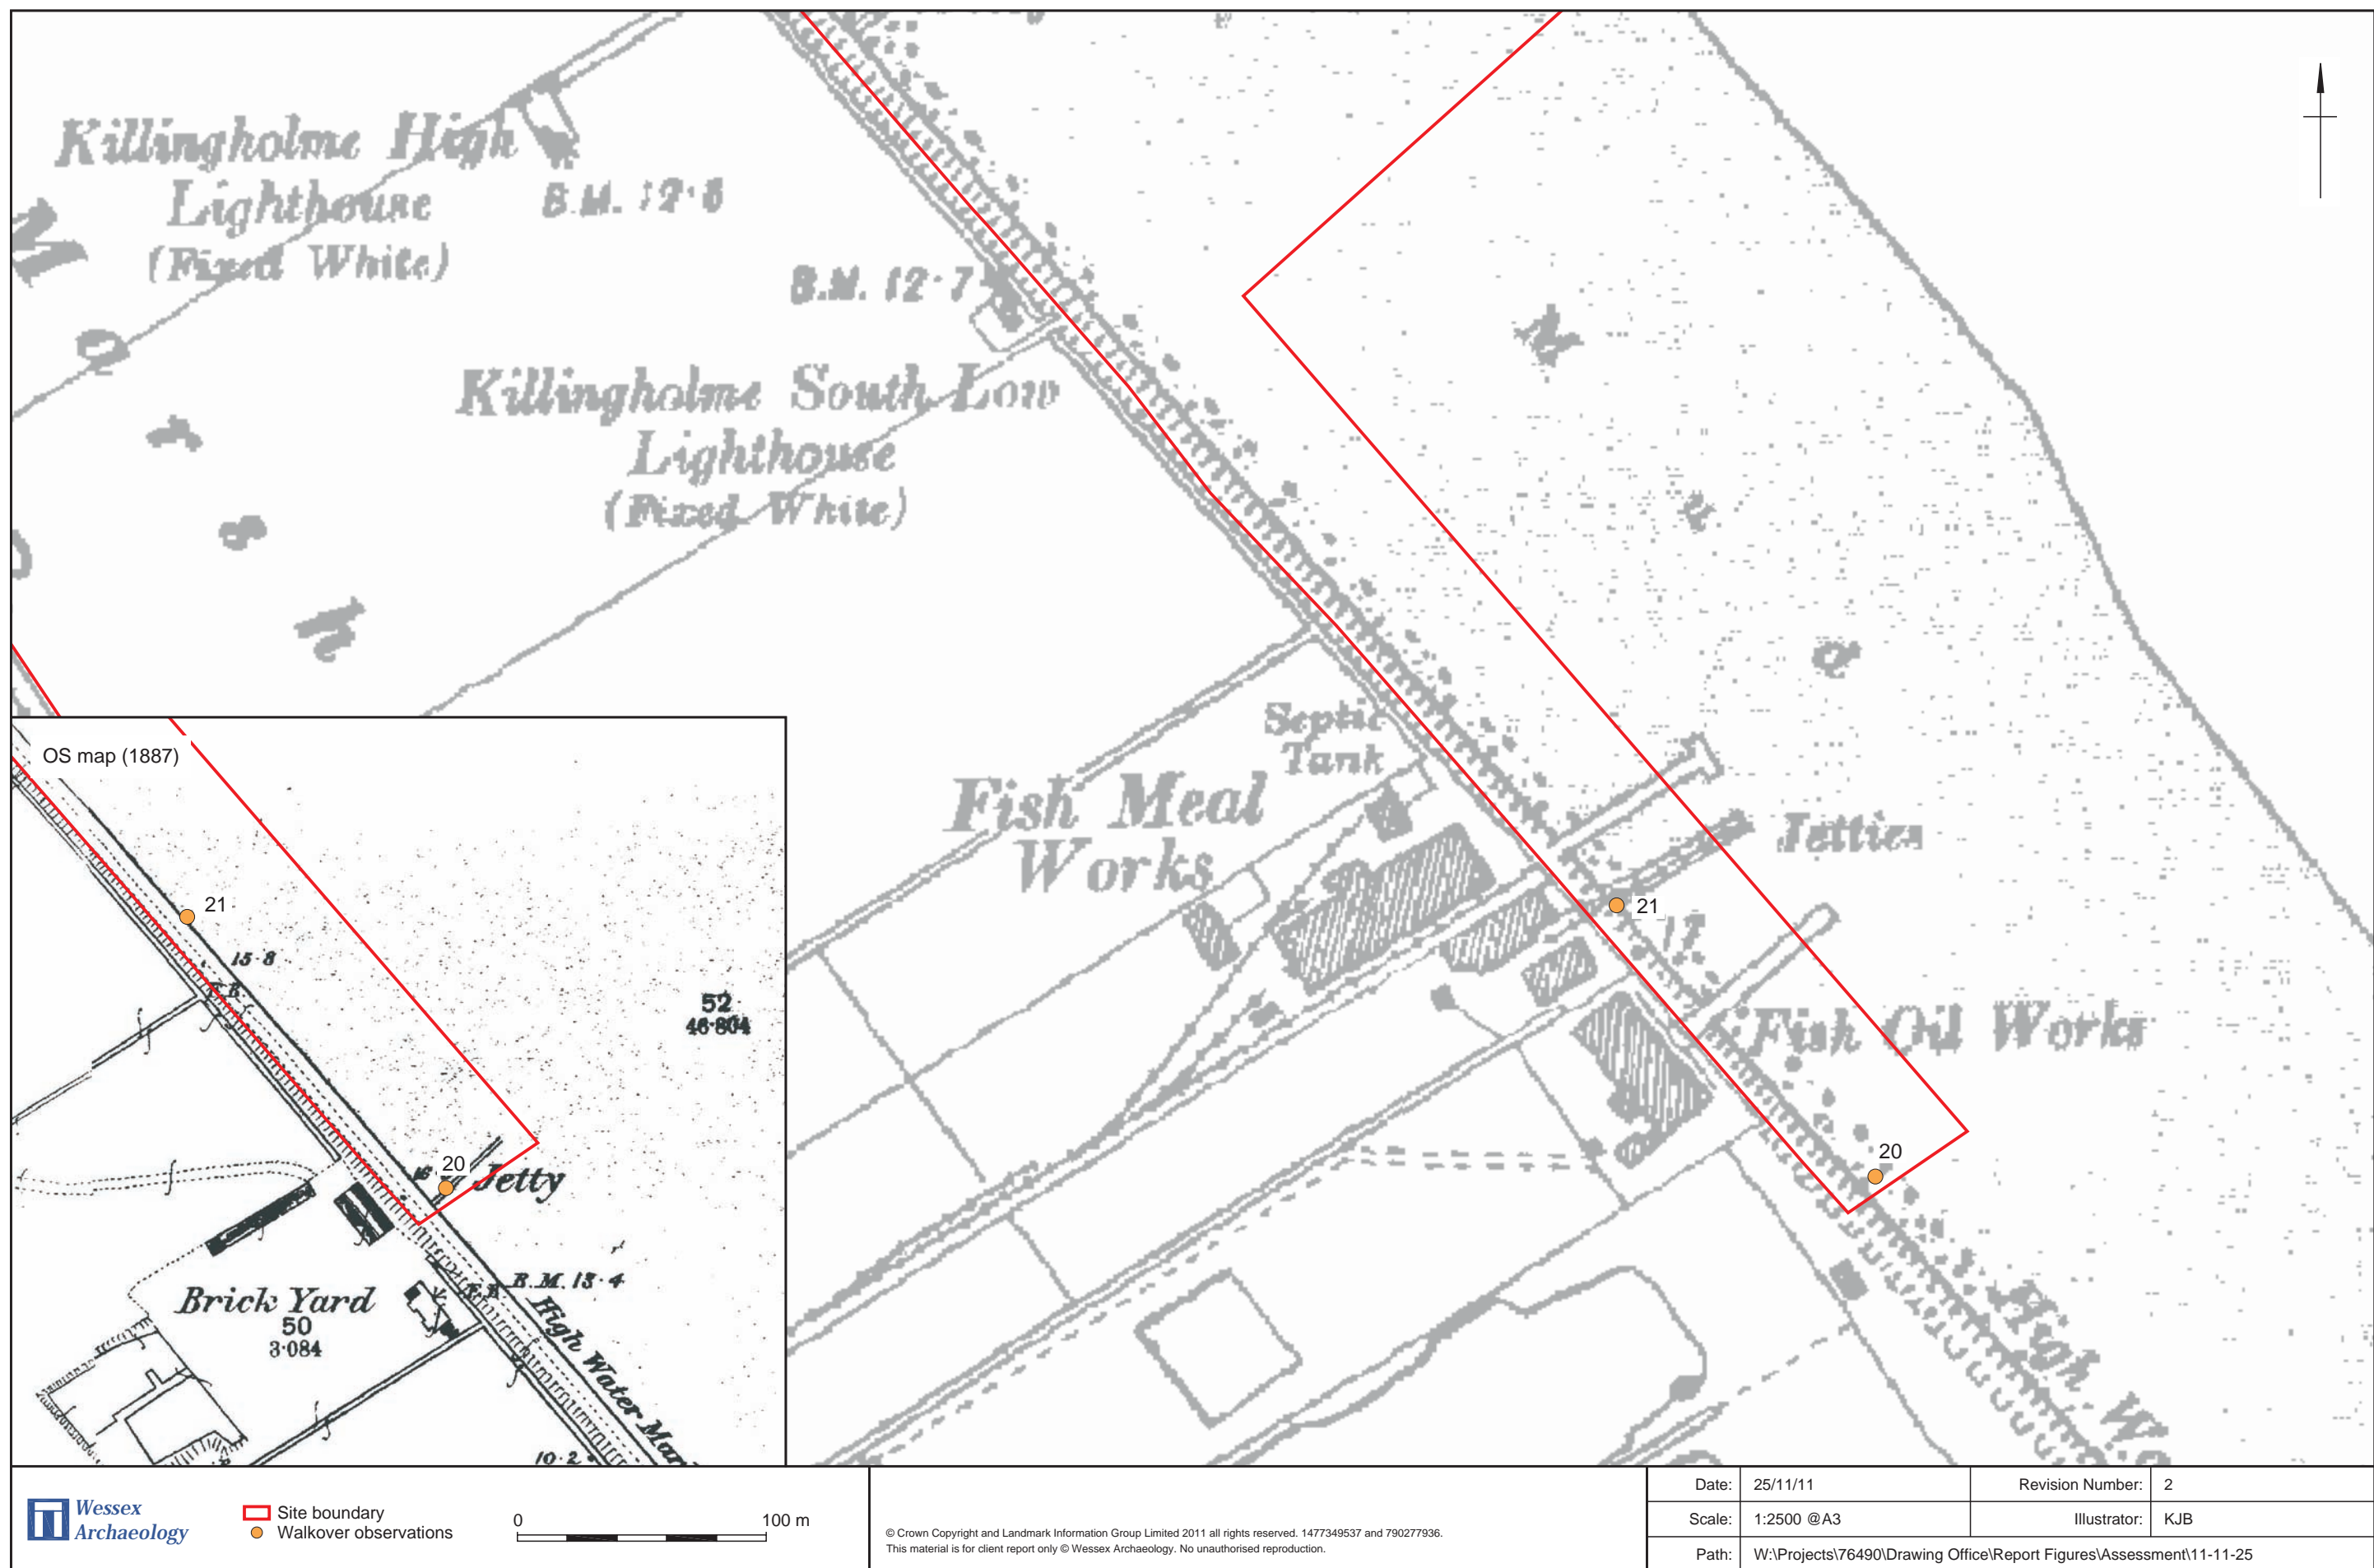 Killingholme High
Lighthouse
(Fixed White)
B.M. 12·8
B.M. 12·7
Killingholme South Low
Lighthouse
(Fixed White)
M
a
r
s
h
M
u
d
Septic
Tank
Fish Meal
Works
Jetties
21
17
Fish Oil Works
20
High Wa
OS map (1887)
21
15·8
F.B.
52
46·804
16
20
Jetty
Brick Yard
50
3·084
F.B.
B.M. 13·4
High Water Mar
10·2
Wessex
Archaeology
Site boundary
Walkover observations
0 100 m
© Crown Copyright and Landmark Information Group Limited 2011 all rights reserved. 1477349537 and 790277936.
This material is for client report only © Wessex Archaeology. No unauthorised reproduction.
Date: 25/11/11 Revision Number: 2
Scale: 1:2500 @A3 Illustrator: KJB
Path: W:\Projects\76490\Drawing Office\Report Figures\Assessment\11-11-25